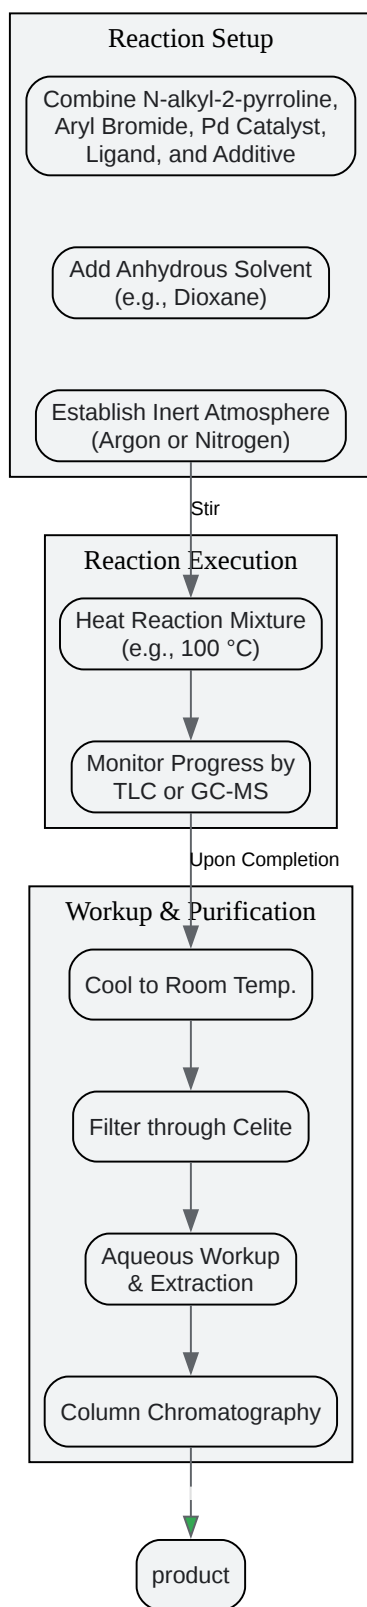 Reaction Setup
Combine N-alkyl-2-pyrroline,
Aryl Bromide, Pd Catalyst,
Ligand, and Additive
Add Anhydrous Solvent
(e.g., Dioxane)
Establish Inert Atmosphere
(Argon or Nitrogen)
Stir
Reaction Execution
Heat Reaction Mixture
(e.g., 100 °C)
Monitor Progress by
TLC or GC-MS
Upon Completion
Workup & Purification
Cool to Room Temp.
Filter through Celite
Aqueous Workup
& Extraction
Column Chromatography
product